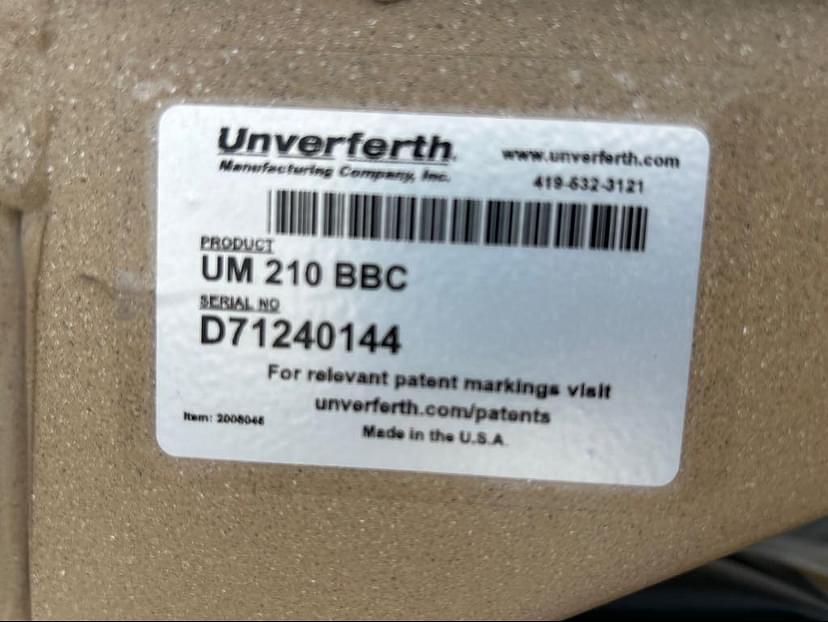 Unverferth
Manufacturing Company, Inc.
www.unverferth.com
419-532-3121
PRODUCT
UM 210 BBC
SERIAL NO
D71240144
For relevant patent markings visit
unverferth.com/patents
Item: 2008046
Made in the U.S.A.